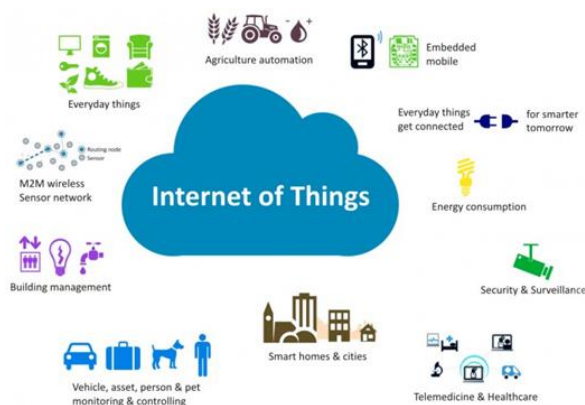 Agriculture automation
Embedded
mobile
Everyday things
Everyday things
get connected
for smarter
tomorrow
Routing node
Sensor
M2M wireless
Sensor network
Internet of Things
Energy consumption
Building management
Security & Surveillance
Smart homes & cities
Vehicle, asset, person & pet
monitoring & controlling
Telemedicine & Healthcare